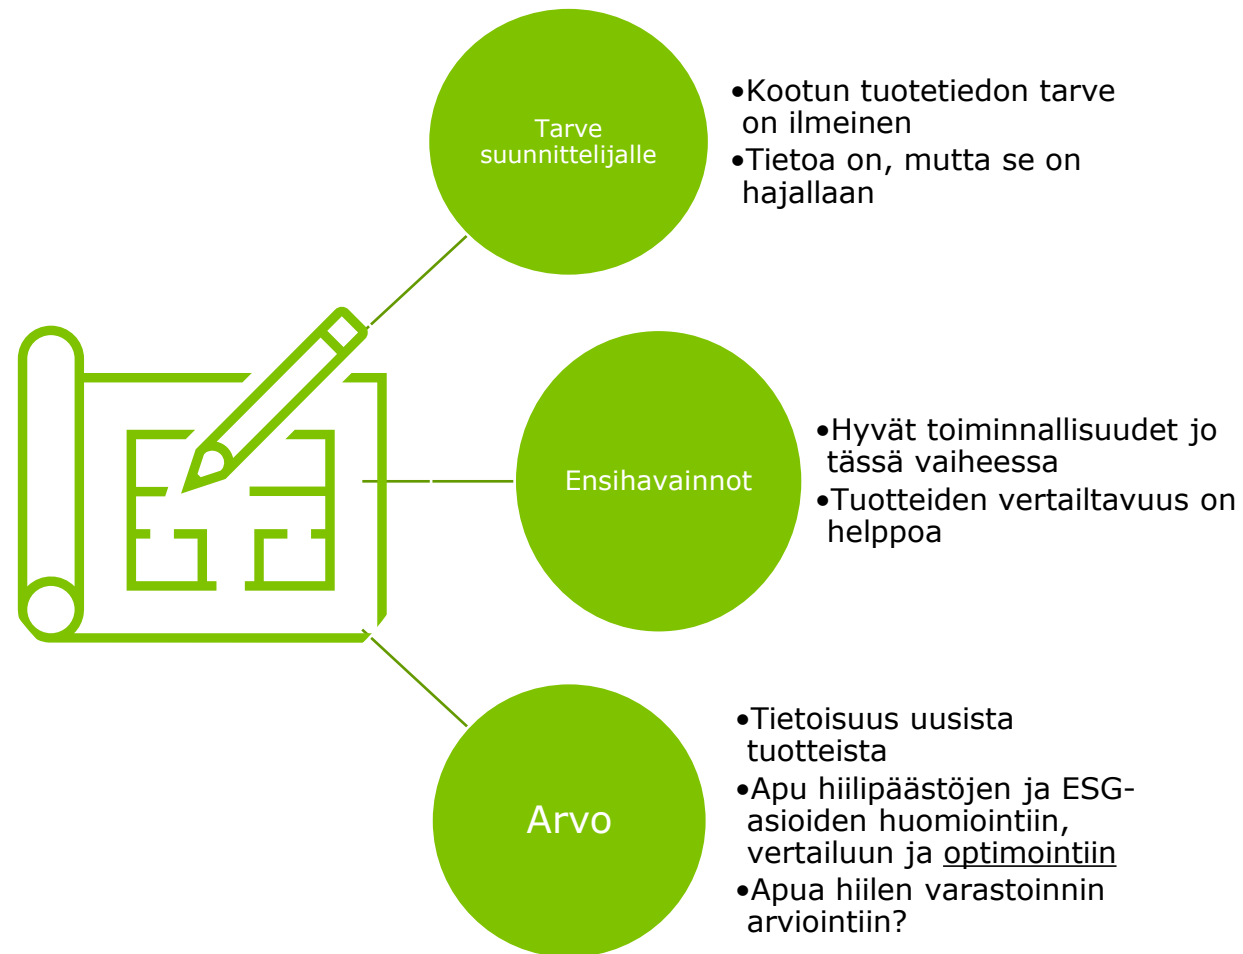 Tarve
suunnittelijalle
•Kootun tuotetiedon tarve
on ilmeinen
•Tietoa on, mutta se on
hajallaan
Ensihavainnot
•Hyvät toiminnallisuudet jo
tässä vaiheessa
•Tuotteiden vertailtavuus on
helppoa
Arvo
•Tietoisuus uusista
tuotteista
•Apu hiilipäästöjen ja ESG-
asioiden huomiointiin,
vertailuun ja optimointiin
•Apua hiilen varastoinnin
arviointiin?